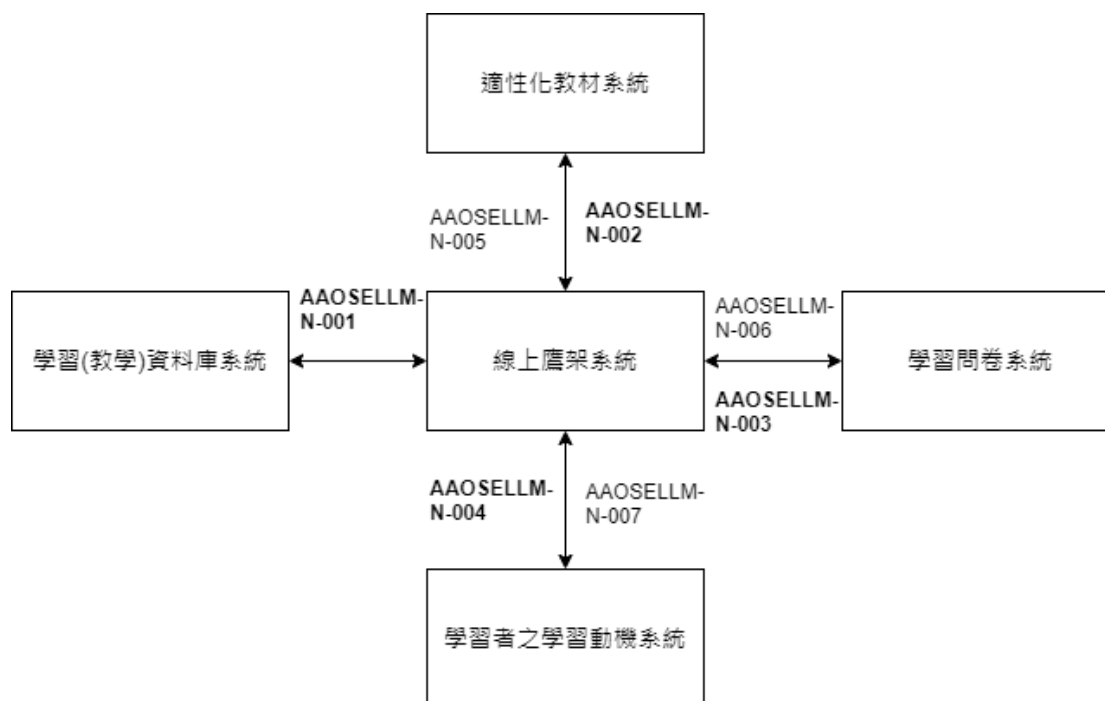 適性化教材系統
AAOSELLM-
N-005
AAOSELLM-
N-002
AAOSELLM-
N-001
學習(教學)資料庫系統
線上鷹架系統
AAOSELLM-
N-006
AAOSELLM-
N-003
學習問卷系統
AAOSELLM-
N-004
AAOSELLM-
N-007
學習者之學習動機系統